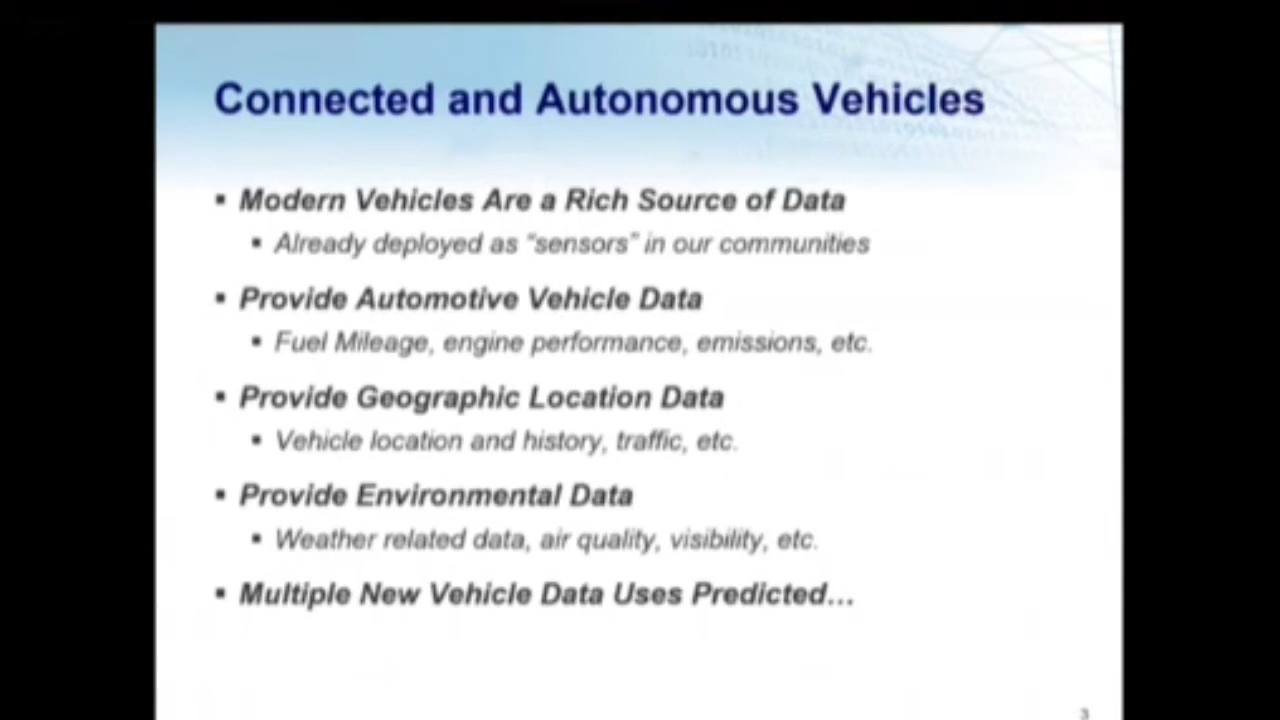 Connected and Autonomous Vehicles
▪ Modern Vehicles Are a Rich Source of Data
▪ Already deployed as “sensors” in our communities
▪ Provide Automotive Vehicle Data
▪ Fuel Mileage, engine performance, emissions, etc.
▪ Provide Geographic Location Data
▪ Vehicle location and history, traffic, etc.
▪ Provide Environmental Data
▪ Weather related data, air quality, visibility, etc.
▪ Multiple New Vehicle Data Uses Predicted...
3